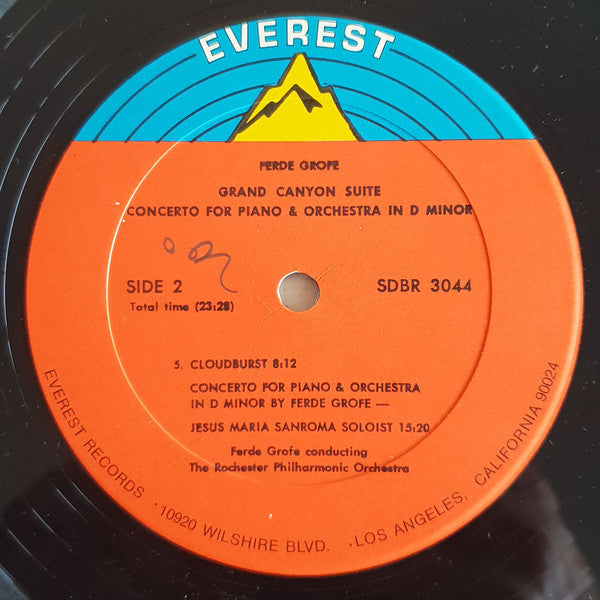 EVEREST
FERDE GROFE
GRAND CANYON SUITE
CONCERTO FOR PIANO & ORCHESTRA IN D MINOR
SIDE 2
SDBR 3044
Total time (23:28)
5. CLOUDBURST 8:12
CONCERTO FOR PIANO & ORCHESTRA
IN D MINOR BY FERDE GROFE —
JESUS MARIA SANROMA SOLOIST 15:20
Ferde Grofe conducting
The Rochester Philharmonic Orchestra
EVEREST RECORDS · 10920 WILSHIRE BLVD. · LOS ANGELES, CALIFORNIA 90024